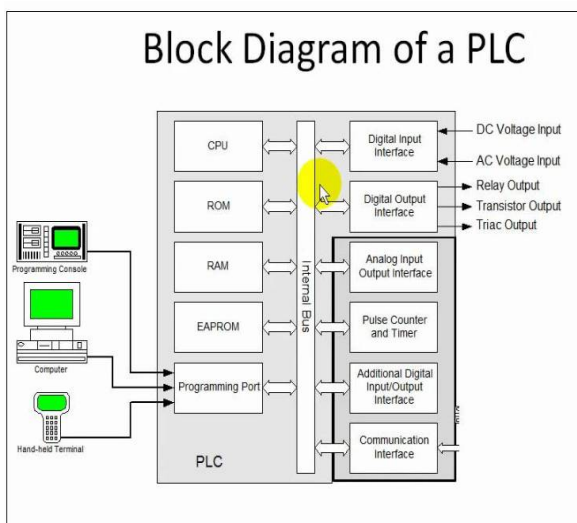 Block Diagram of a PLC
CPU
Digital Input
Interface
DC Voltage Input
AC Voltage Input
ROM
Digital Output
Interface
Relay Output
Transistor Output
Triac Output
Programming Console
RAM
Internal Bus
Analog Input
Output Interface
Computer
EAPROM
Pulse Counter
and Timer
Programming Port
Additional Digital
Input/Output
Interface
Hand-held Terminal
PLC
Communication
Interface